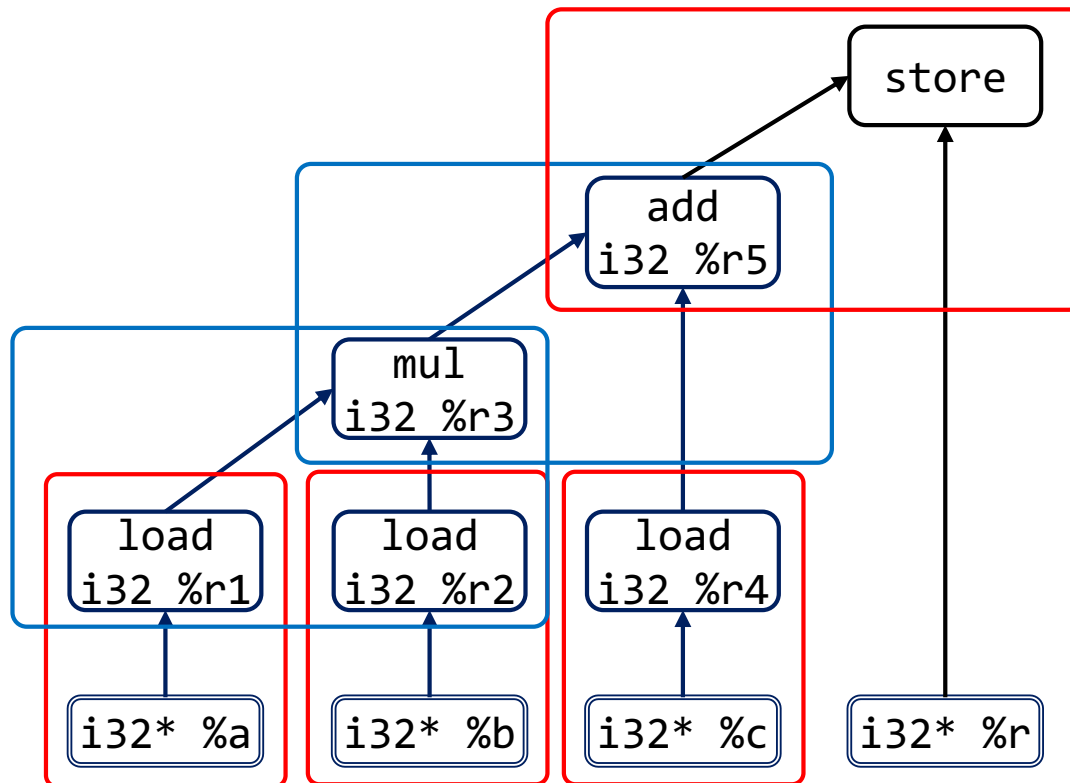 store
add
i32 %r5
mul
i32 %r3
load
i32 %r1
load
i32 %r2
load
i32 %r4
i32* %a
i32* %b
i32* %c
i32* %r